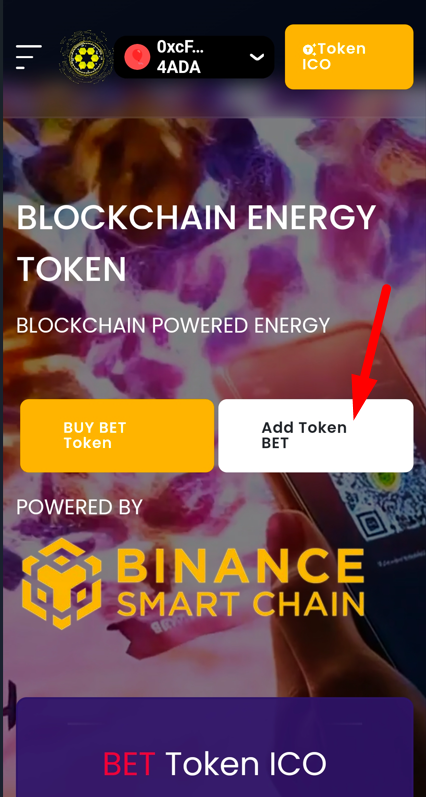 0xcF...
4ADA
Token
ICO
BLOCKCHAIN ENERGY
TOKEN
BLOCKCHAIN POWERED ENERGY
BUY BET
Token
Add Token
BET
POWERED BY
BINANCE
SMART CHAIN
BET Token ICO